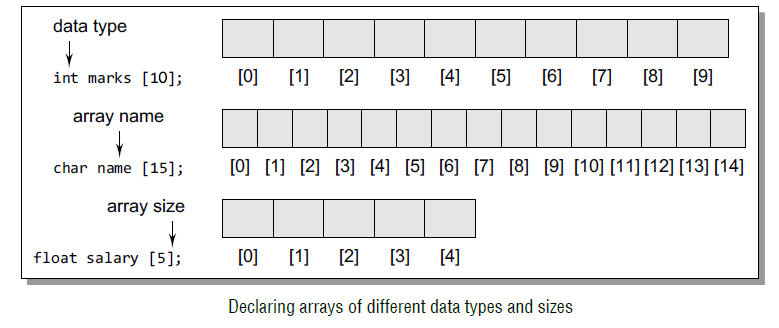 data type
int marks [10];
[0] [1] [2] [3] [4] [5] [6] [7] [8] [9]
array name
char name [15];
[0] [1] [2] [3] [4] [5] [6] [7] [8] [9] [10] [11] [12] [13] [14]
array size
float salary [5];
[0] [1] [2] [3] [4]
Declaring arrays of different data types and sizes